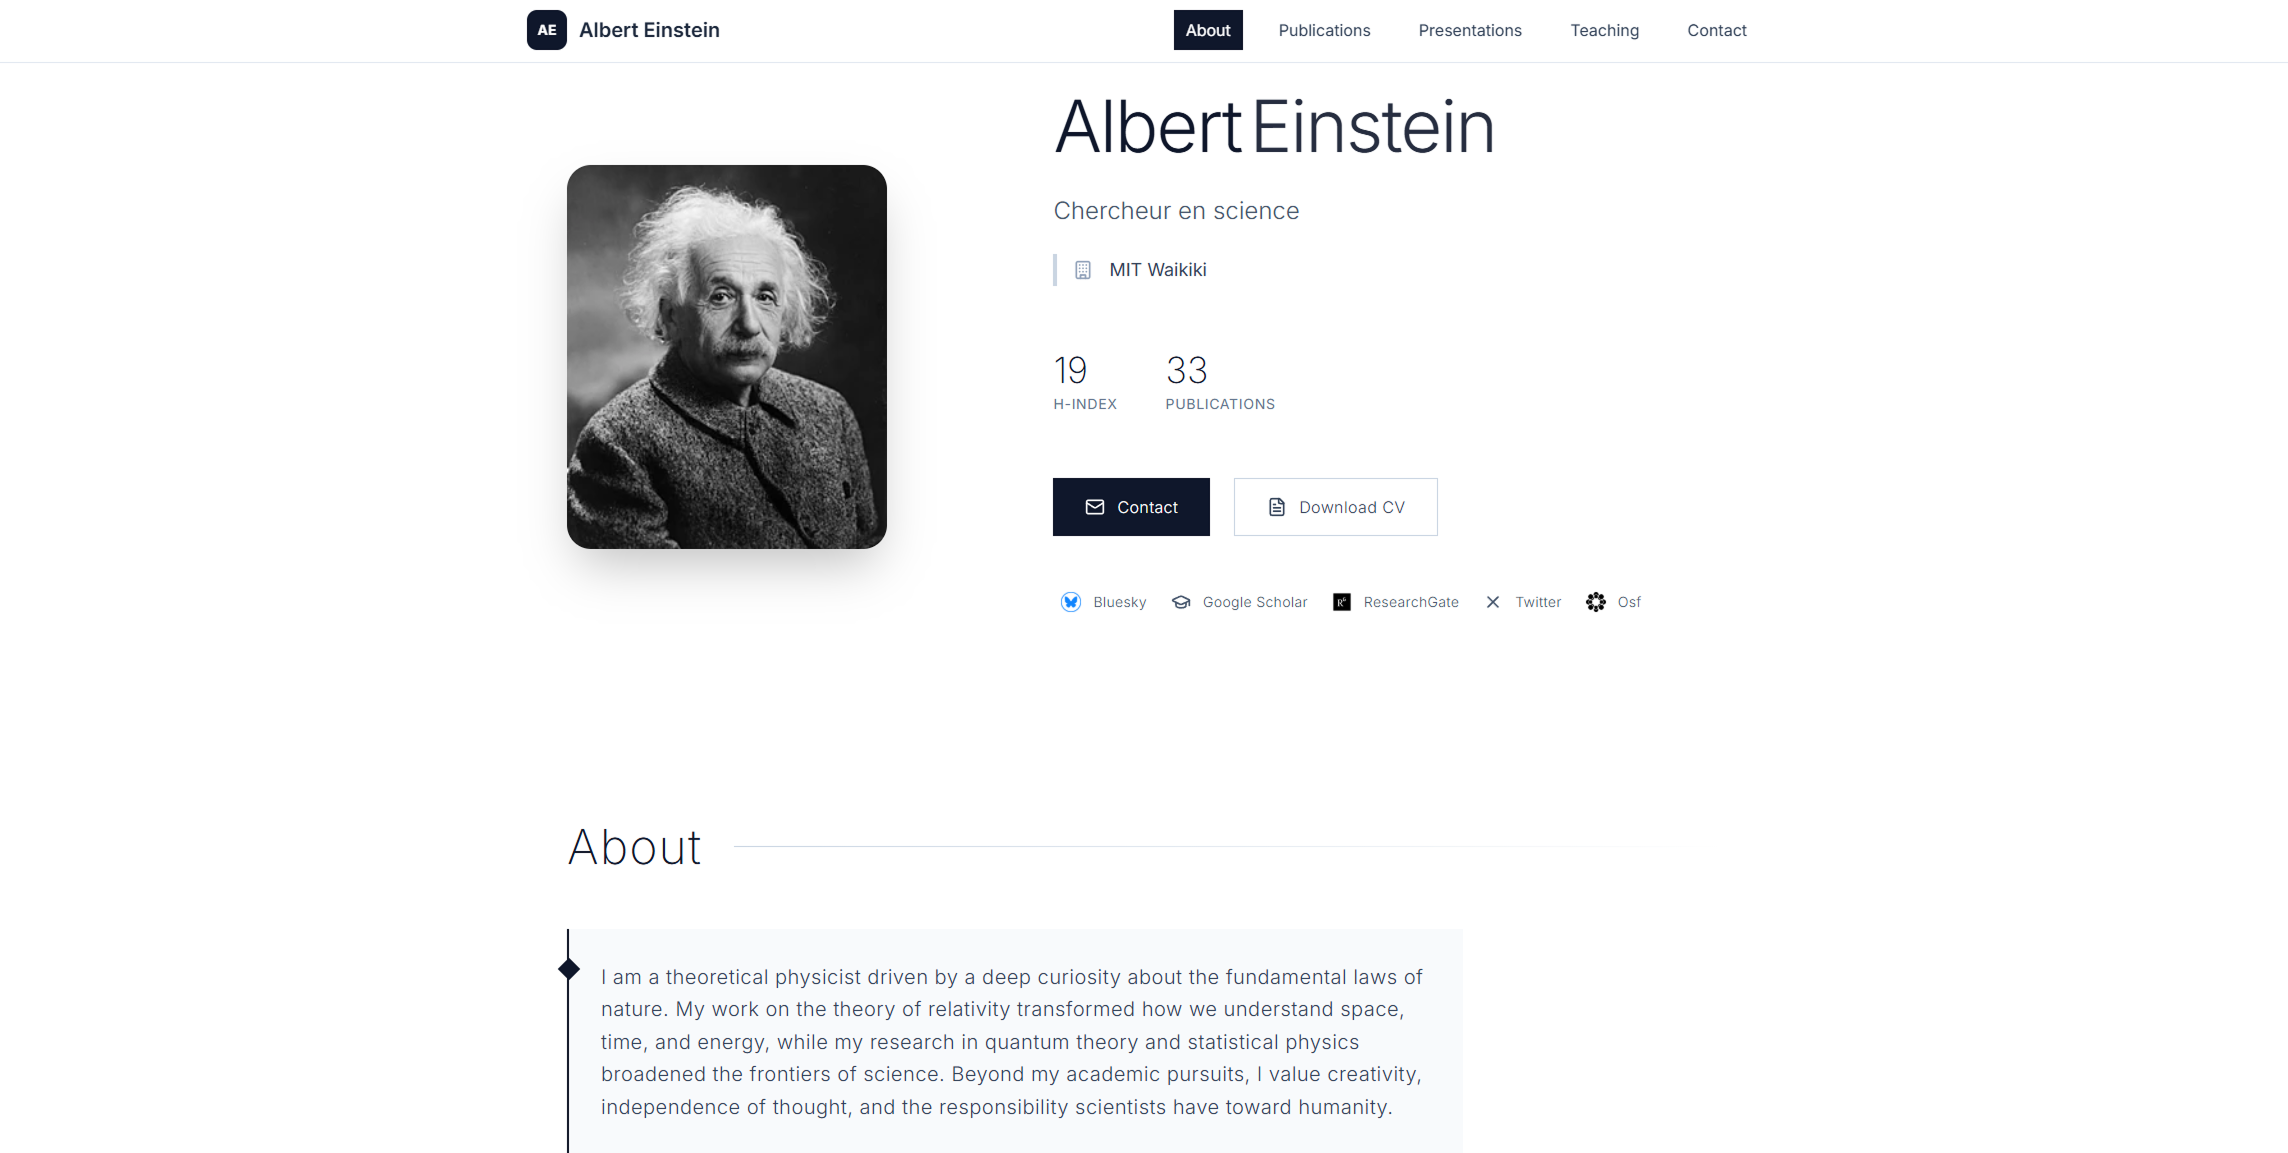 AE
Albert Einstein
About
Publications
Presentations
Teaching
Contact
Albert Einstein
Chercheur en science
MIT Waikiki
19
H-INDEX
33
PUBLICATIONS
Contact
Download CV
Bluesky
Google Scholar
RG
ResearchGate
Twitter
Osf
About
I am a theoretical physicist driven by a deep curiosity about the fundamental laws of
nature. My work on the theory of relativity transformed how we understand space,
time, and energy, while my research in quantum theory and statistical physics
broadened the frontiers of science. Beyond my academic pursuits, I value creativity,
independence of thought, and the responsibility scientists have toward humanity.